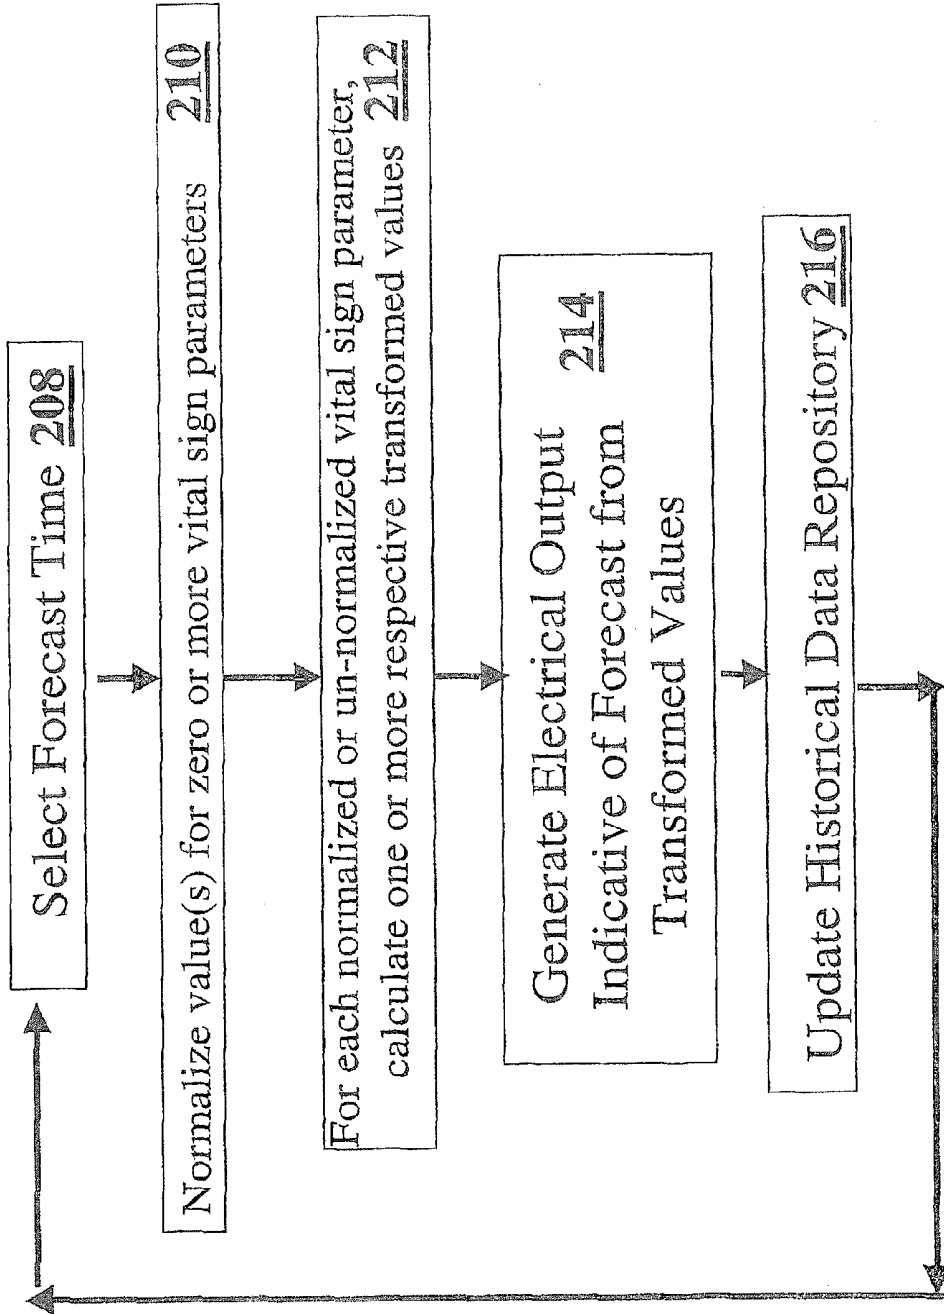 Select Forecast Time 208
Normalize value(s) for zero or more vital sign parameters 210
For each normalized or un-normalized vital sign parameter,
calculate one or more respective transformed values 212
Generate Electrical Output
Indicative of Forecast from 214
Transformed Values
Update Historical Data Repository 216